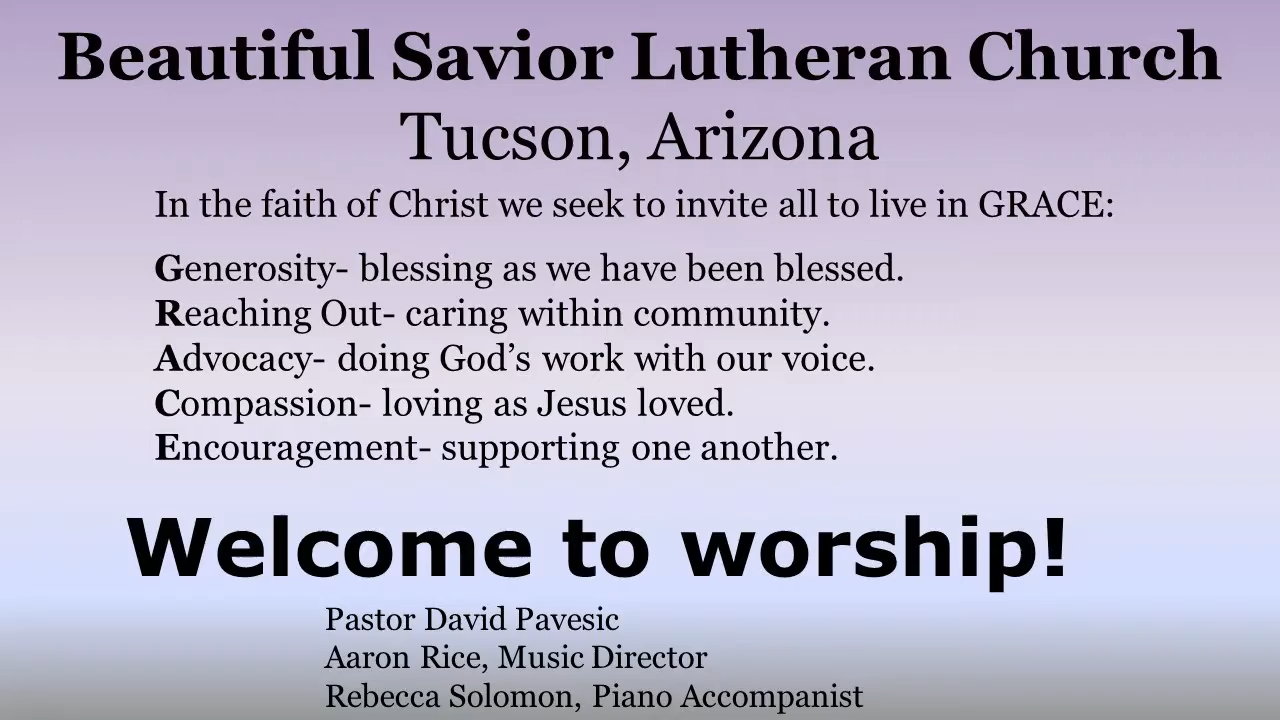 Beautiful Savior Lutheran Church
Tucson, Arizona
In the faith of Christ we seek to invite all to live in GRACE:
Generosity- blessing as we have been blessed.
Reaching Out- caring within community.
Advocacy- doing God’s work with our voice.
Compassion- loving as Jesus loved.
Encouragement- supporting one another.
Welcome to worship!
Pastor David Pavesic
Aaron Rice, Music Director
Rebecca Solomon, Piano Accompanist